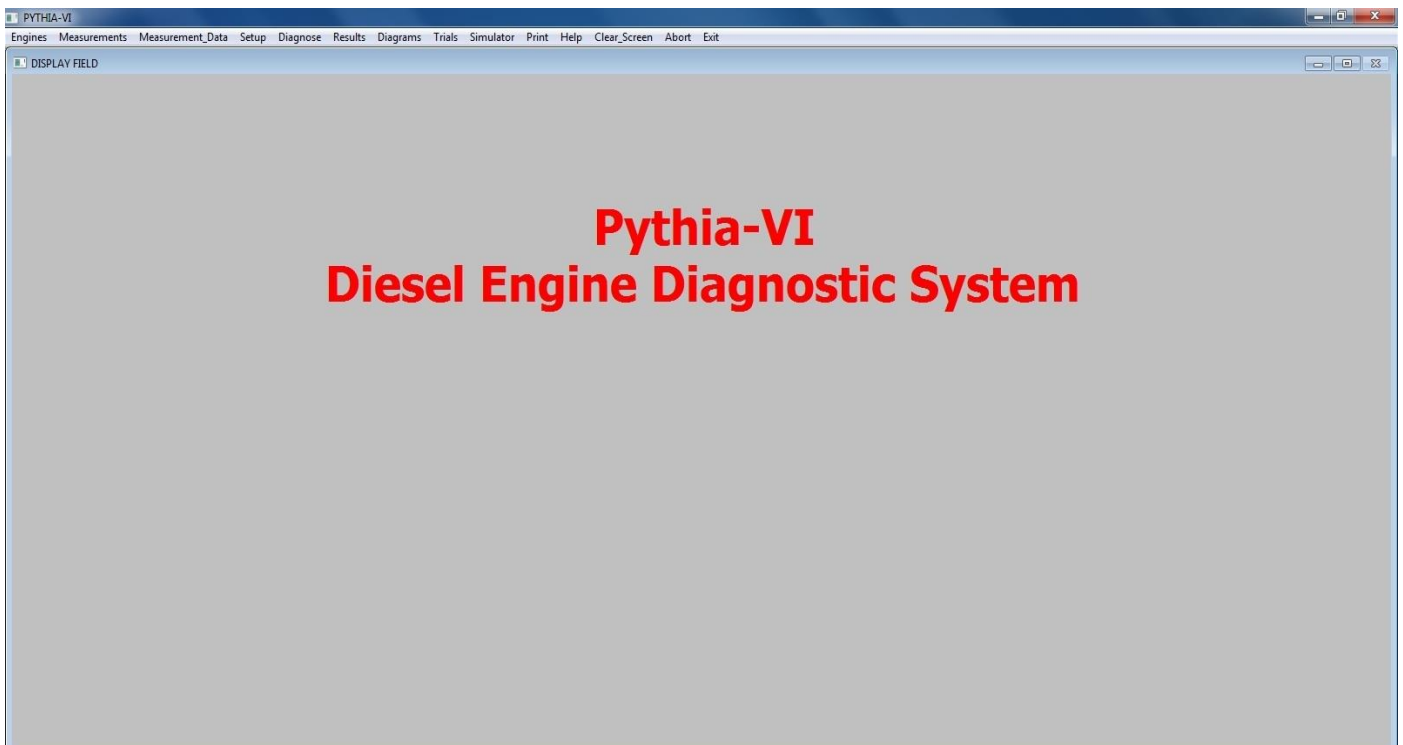 PYTHIA-VI
Engines Measurements Measurement_Data Setup Diagnose Results Diagrams Trials Simulator Print Help Clear_Screen Abort Exit
DISPLAY FIELD
Pythia-VI
Diesel Engine Diagnostic System